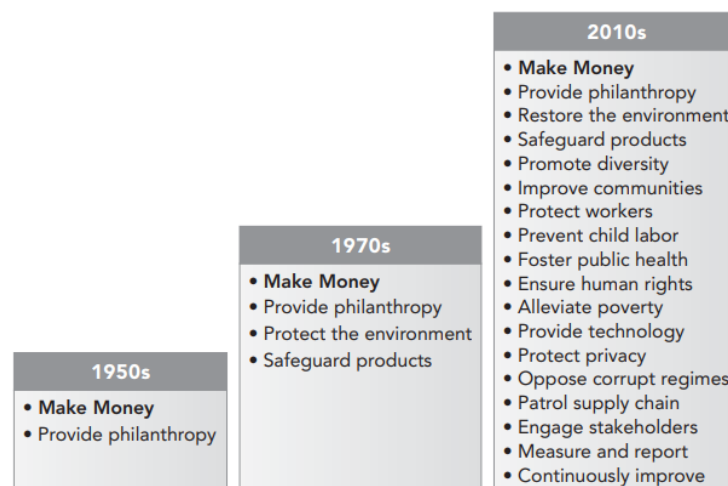 1950s
• Make Money
• Provide philanthropy
1970s
• Make Money
• Provide philanthropy
• Protect the environment
• Safeguard products
2010s
• Make Money
• Provide philanthropy
• Restore the environment
• Safeguard products
• Promote diversity
• Improve communities
• Protect workers
• Prevent child labor
• Foster public health
• Ensure human rights
• Alleviate poverty
• Provide technology
• Protect privacy
• Oppose corrupt regimes
• Patrol supply chain
• Engage stakeholders
• Measure and report
• Continuously improve